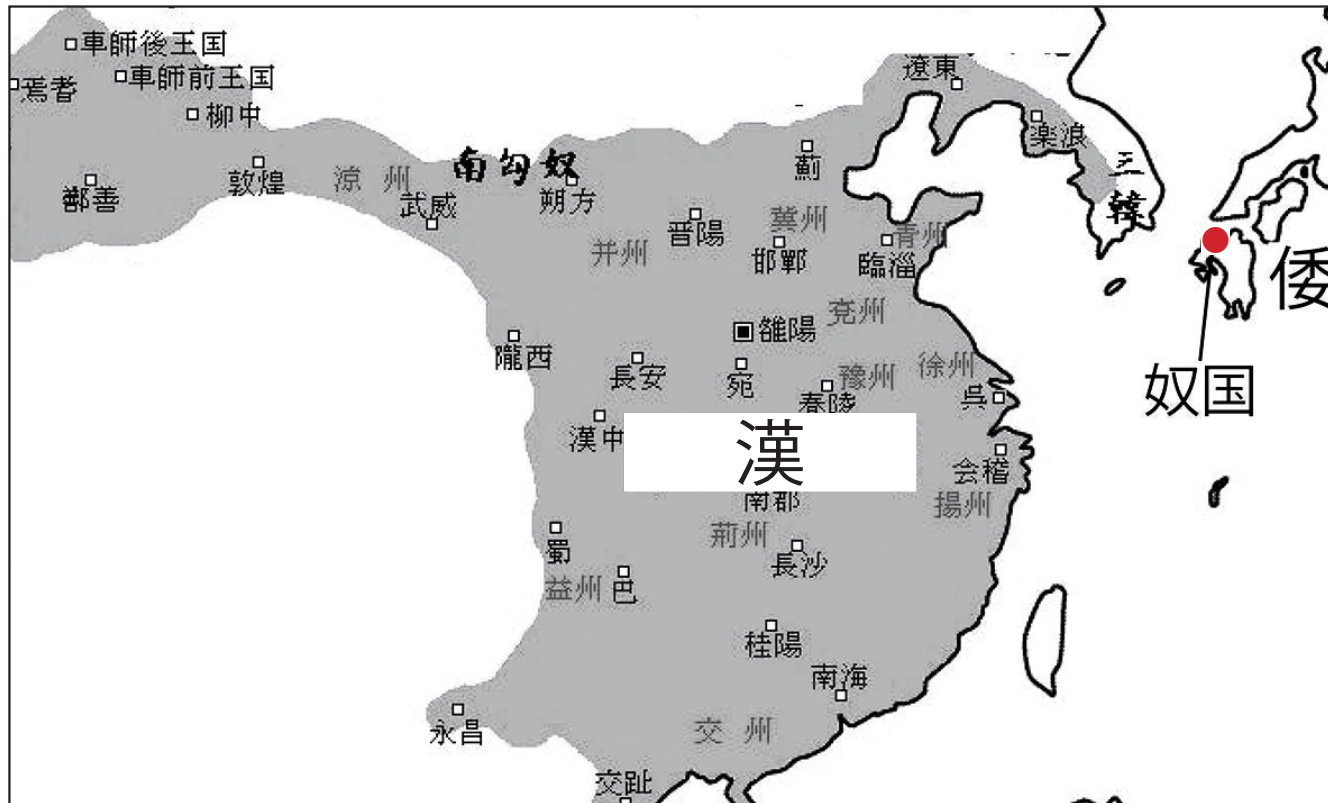 車師後王国
車師前王国
焉耆
柳中
鄯善
敦煌
涼州
武威
南匈奴
朔方
薊
遼東
楽浪
三韓
并州
晋陽
冀州
邯鄲
青州
臨淄
倭
隴西
長安
雒陽
宛
兗州
豫州
春陵
徐州
呉
奴国
漢中
漢
会稽
揚州
南郡
荊州
長沙
蜀
益州
巴
桂陽
南海
永昌
交州
交趾